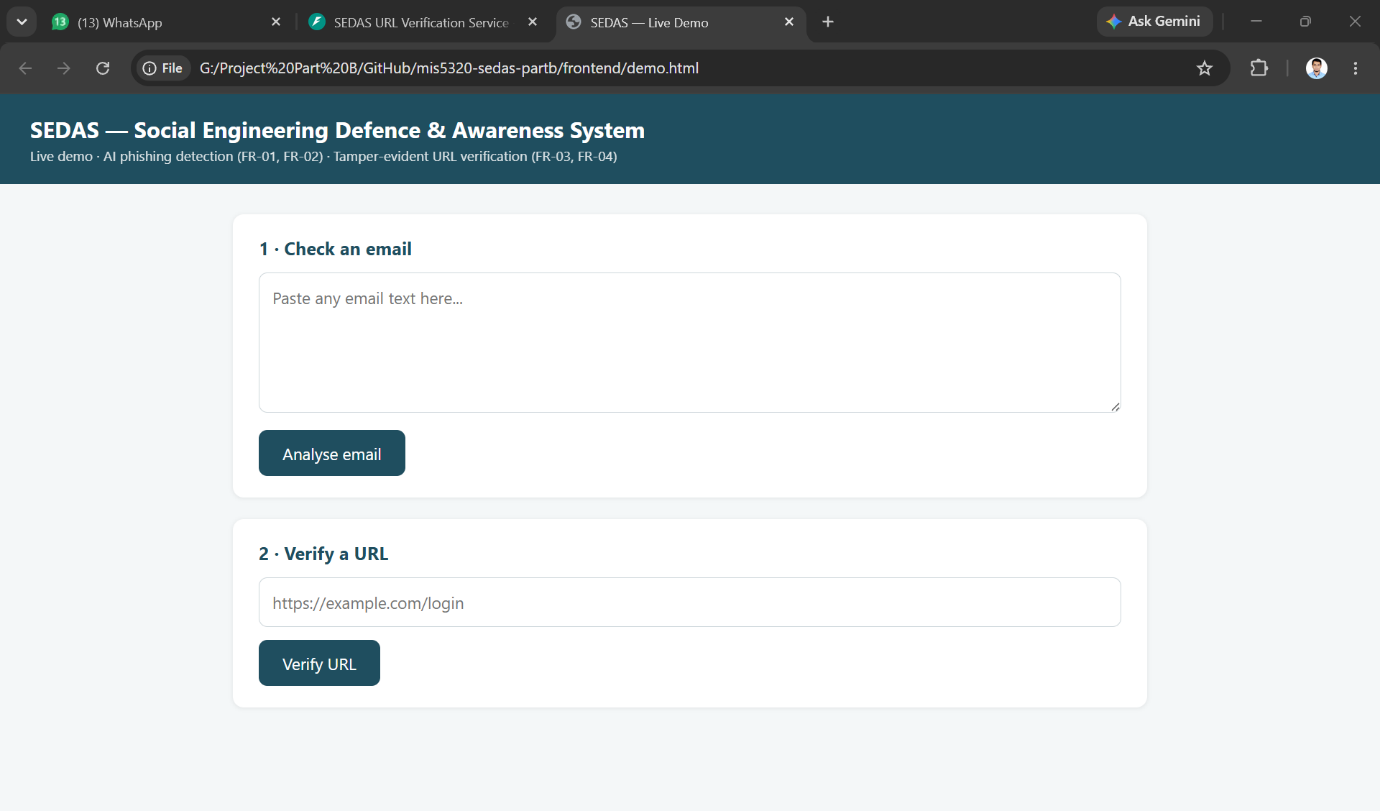 (13) WhatsApp
SEDAS URL Verification Service
SEDAS — Live Demo
Ask Gemini
File
G:/Project%20Part%20B/GitHub/mis5320-sedas-partb/frontend/demo.html
SEDAS — Social Engineering Defence & Awareness System
Live demo · AI phishing detection (FR-01, FR-02) · Tamper-evident URL verification (FR-03, FR-04)
1 · Check an email
Paste any email text here...
Analyse email
2 · Verify a URL
https://example.com/login
Verify URL